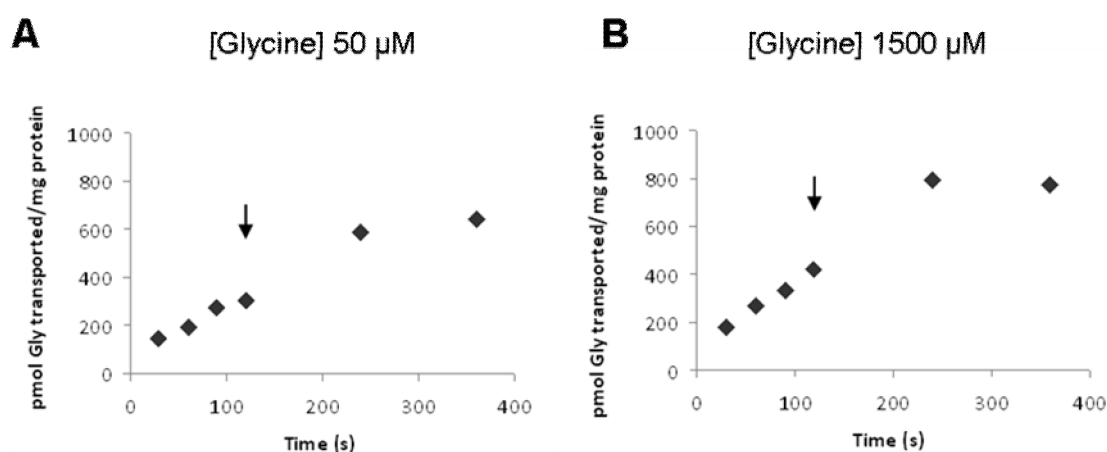 A
[Glycine] 50 µM
pmol Gly transported/mg protein
1000
800
600
400
200
0
0 100 200 300 400
Time (s)
B
[Glycine] 1500 µM
pmol Gly transported/mg protein
1000
800
600
400
200
0
0 100 200 300 400
Time (s)